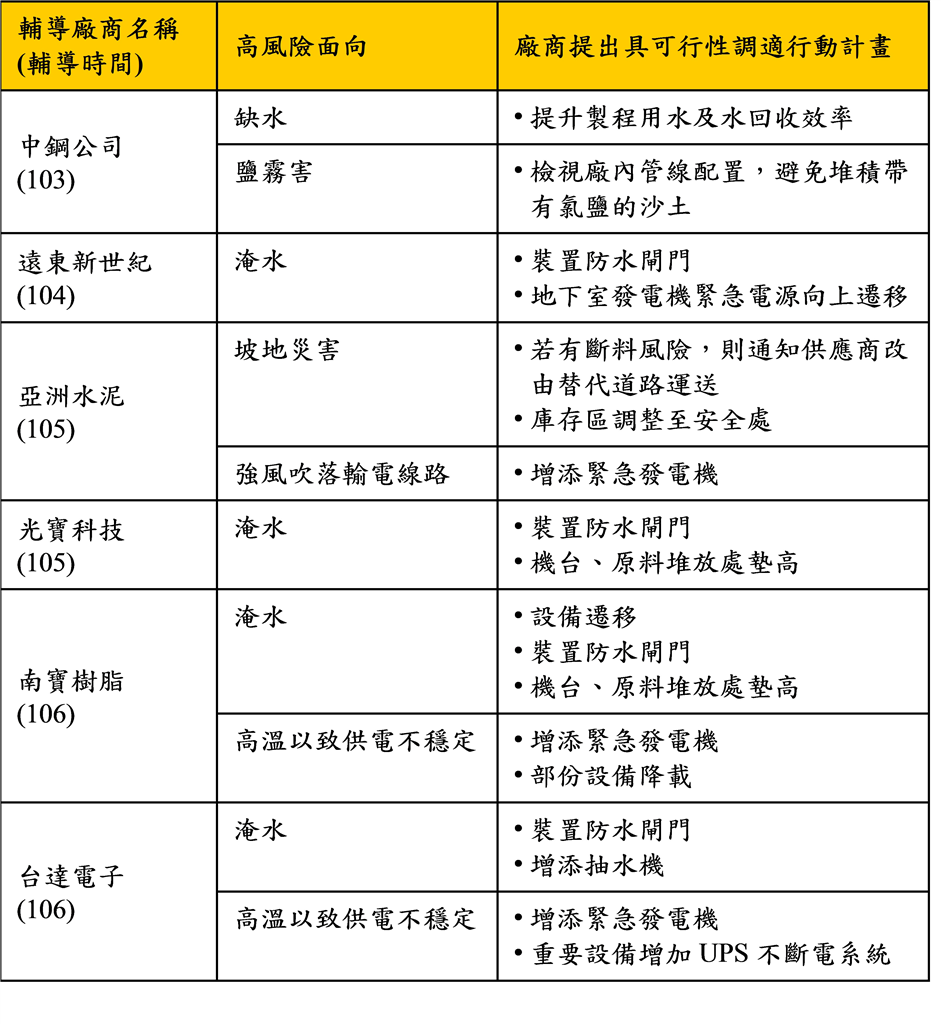 輔導廠商名稱
(輔導時間)
高風險面向
廠商提出具可行性調適行動計畫
中鋼公司
(103)
缺水
•提升製程用水及水回收效率
鹽霧害
•檢視廠內管線配置，避免堆積帶
有氯鹽的沙土
遠東新世紀
(104)
淹水
•裝置防水閘門
•地下室發電機緊急電源向上遷移
亞洲水泥
(105)
坡地災害
•若有斷料風險，則通知供應商改
由替代道路運送
•庫存區調整至安全處
強風吹落輸電線路
•增添緊急發電機
光寶科技
(105)
淹水
•裝置防水閘門
•機台、原料堆放處墊高
南寶樹脂
(106)
淹水
•設備遷移
•裝置防水閘門
•機台、原料堆放處墊高
高溫以致供電不穩定
•增添緊急發電機
•部份設備降載
台達電子
(106)
淹水
•裝置防水閘門
•增添抽水機
高溫以致供電不穩定
•增添緊急發電機
•重要設備增加 UPS 不斷電系統